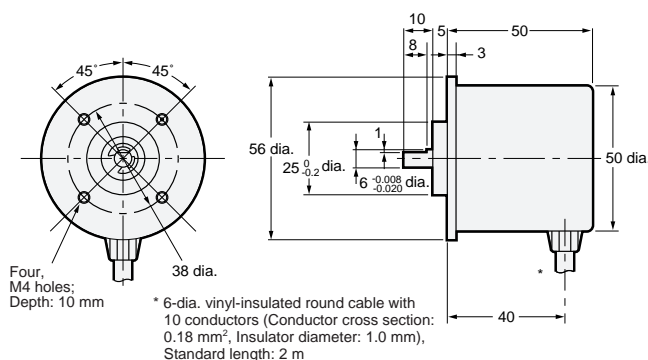 10
5
50
8
3
45°
45°
1
56 dia.
25 0 -0.2 dia.
6 -0.008 -0.020 dia.
50 dia
Four,
M4 holes;
Depth: 10 mm
38 dia.
*
40
* 6-dia. vinyl-insulated round cable with
10 conductors (Conductor cross section:
0.18 mm², Insulator diameter: 1.0 mm),
Standard length: 2 m